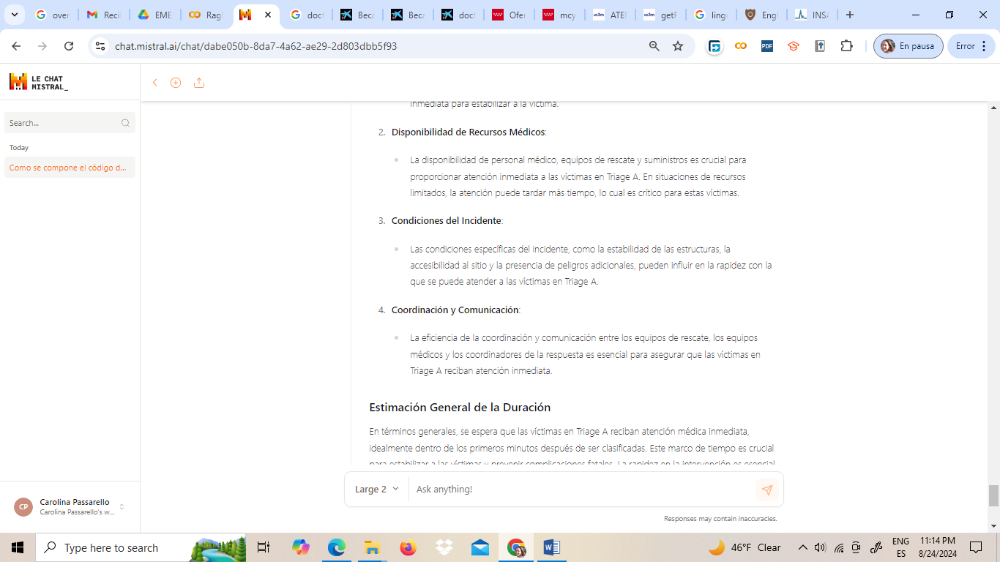 over
Reci
EME
Rag
doct
Beca
Beca
doct
Ofer
mcy
ATEI
getF
ling
Engl
INSA
chat.mistral.ai/chat/dabe050b-8da7-4a62-ae29-2d803dbb5f93
PDF
En pausa
Error
LE CHAT
MISTRAL_
Search...
Today
Como se compone el código d...
inmediata para estabilizar a la víctima.
2. Disponibilidad de Recursos Médicos:
La disponibilidad de personal médico, equipos de rescate y suministros es crucial para
proporcionar atención inmediata a las víctimas en Triage A. En situaciones de recursos
limitados, la atención puede tardar más tiempo, lo cual es crítico para estas víctimas.
3. Condiciones del Incidente:
Las condiciones específicas del incidente, como la estabilidad de las estructuras, la
accesibilidad al sitio y la presencia de peligros adicionales, pueden influir en la rapidez con la
que se puede atender a las víctimas en Triage A.
4. Coordinación y Comunicación:
La eficiencia de la coordinación y comunicación entre los equipos de rescate, los equipos
médicos y los coordinadores de la respuesta es esencial para asegurar que las víctimas en
Triage A reciban atención inmediata.
Estimación General de la Duración
En términos generales, se espera que las víctimas en Triage A reciban atención médica inmediata,
idealmente dentro de los primeros minutos después de ser clasificadas. Este marco de tiempo es crucial
para estabilizar a las víctimas y prevenir complicaciones fatales. La rapidez en la intervención es esencial
Large 2
Ask anything!
Responses may contain inaccuracies.
CP
Carolina Passarello
Carolina Passarello's w...
Type here to search
46°F Clear
ENG
ES
11:14 PM
8/24/2024